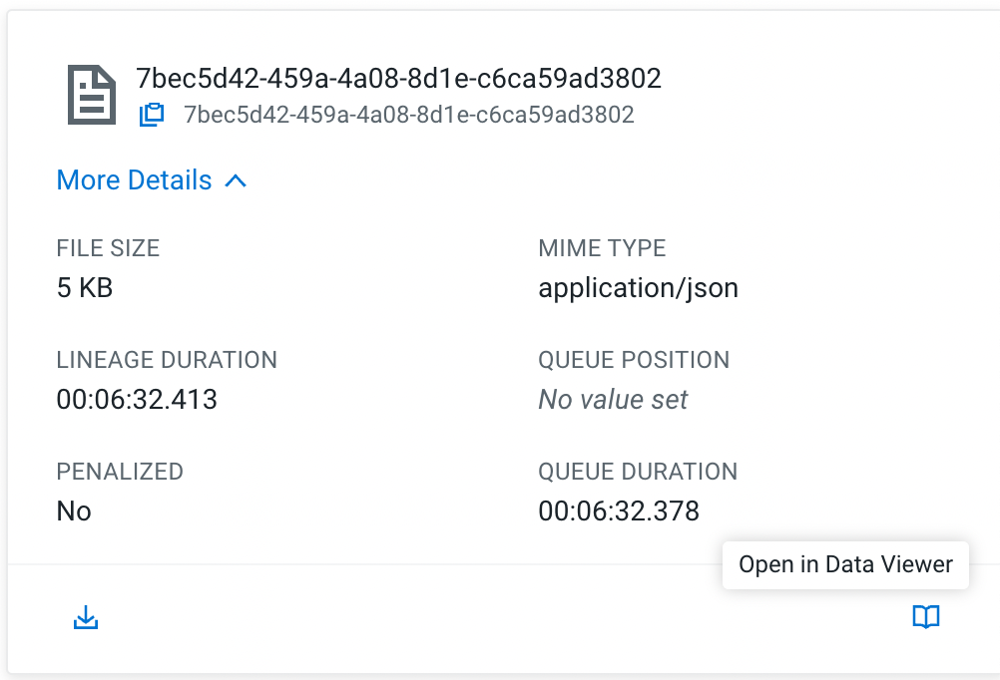 7bec5d42-459a-4a08-8d1e-c6ca59ad3802
7bec5d42-459a-4a08-8d1e-c6ca59ad3802
More Details
FILE SIZE
5 KB
MIME TYPE
application/json
LINEAGE DURATION
00:06:32.413
QUEUE POSITION
No value set
PENALIZED
No
QUEUE DURATION
00:06:32.378
Open in Data Viewer